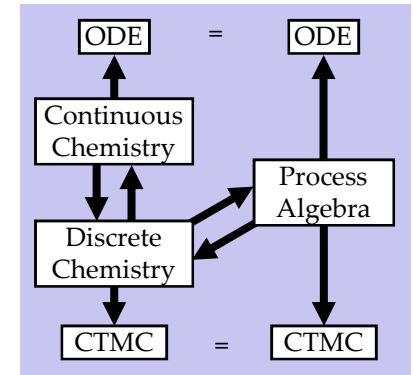 ODE = ODE
Continuous
Chemistry
Process
Algebra
Discrete
Chemistry
CTMC = CTMC